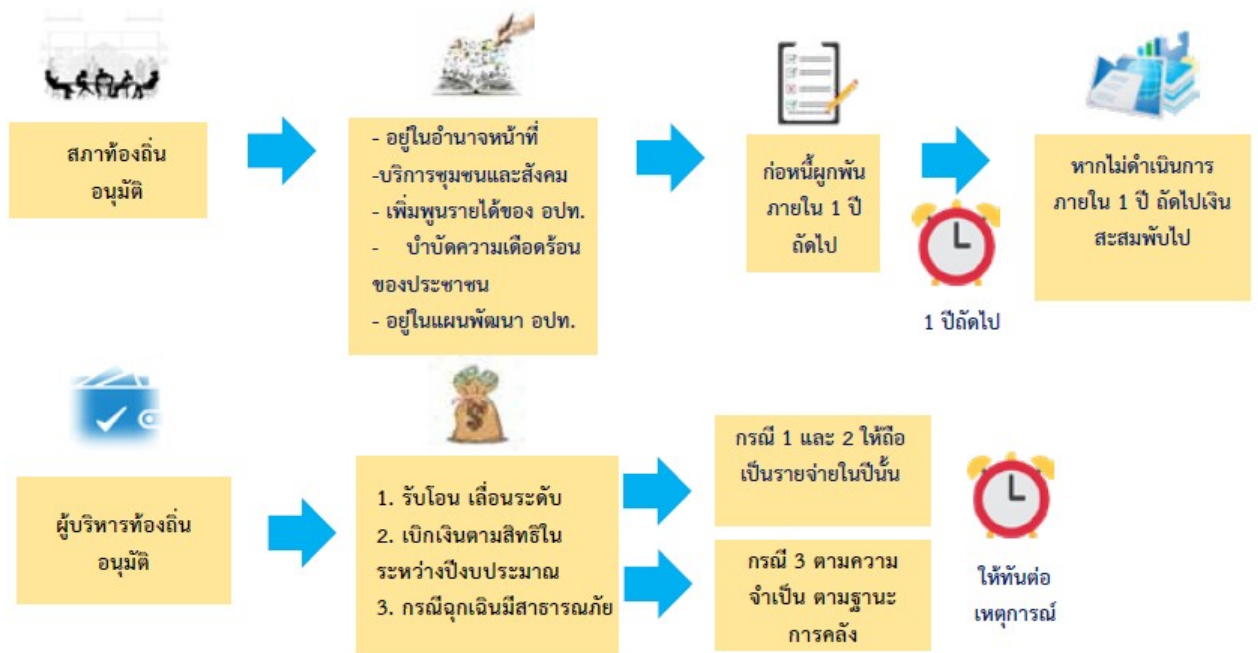 สภาท้องถิ่น
อนุมัติ
- อยู่ในอำนาจหน้าที่
-บริการชุมชนและสังคม
- เพิ่มพูนรายได้ของ อปท.
- บำบัดความเดือดร้อน
ของประชาชน
- อยู่ในแผนพัฒนา อปท.
ก่อหนี้ผูกพัน
ภายใน 1 ปี
ถัดไป
1 ปีถัดไป
หากไม่ดำเนินการ
ภายใน 1 ปี ถัดไปเงิน
สะสมพับไป
ผู้บริหารท้องถิ่น
อนุมัติ
1. รับโอน เลื่อนระดับ
2. เบิกเงินตามสิทธิใน
ระหว่างปีงบประมาณ
3. กรณีฉุกเฉินมีสาธารณภัย
กรณี 1 และ 2 ให้ถือ
เป็นรายจ่ายในปีนั้น
กรณี 3 ตามความ
จำเป็น ตามฐานะ
การคลัง
ให้ทันต่อ
เหตุการณ์